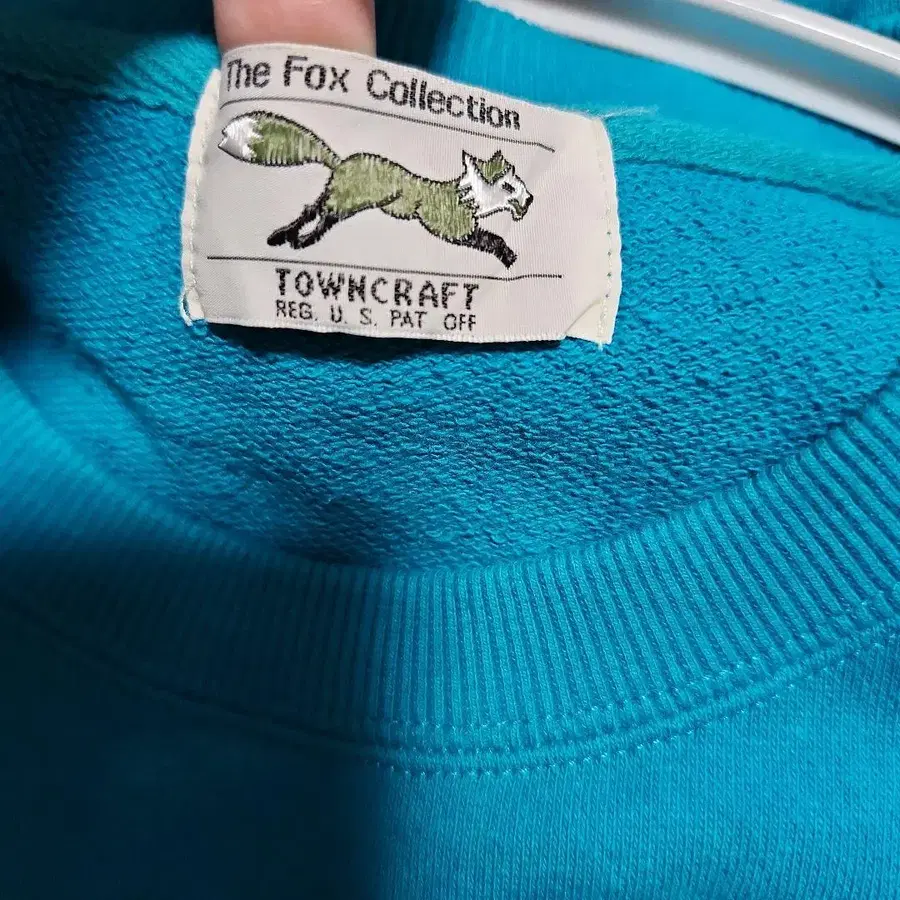 The Fox Collection
TOWNCRAFT
REG. U. S. PAT OFF